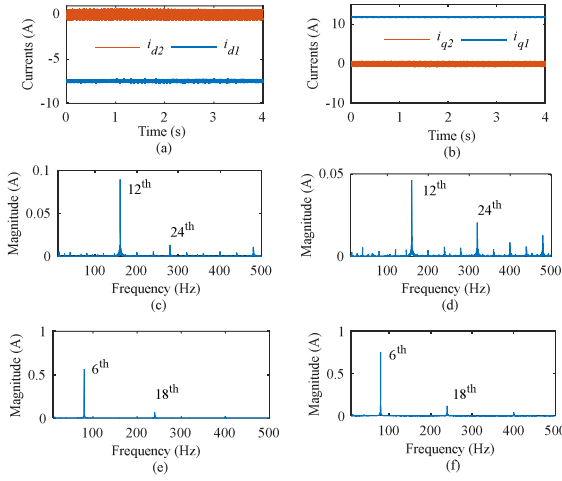 Currents (A)
0
-5
-10
i_d2 i_d1
0 1 2 3 4
Time (s)
(a)
Currents (A)
10
0
-10
i_q2 i_q1
0 1 2 3 4
Time (s)
(b)
Magnitude (A)
0.1
0.05
0
12th
24th
100 200 300 400 500
Frequency (Hz)
(c)
Magnitude (A)
0.05
0
12th
24th
100 200 300 400 500
Frequency (Hz)
(d)
Magnitude (A)
1
0.5
0
6th
18th
100 200 300 400 500
Frequency (Hz)
(e)
Magnitude (A)
1
0.5
0
6th
18th
100 200 300 400 500
Frequency (Hz)
(f)